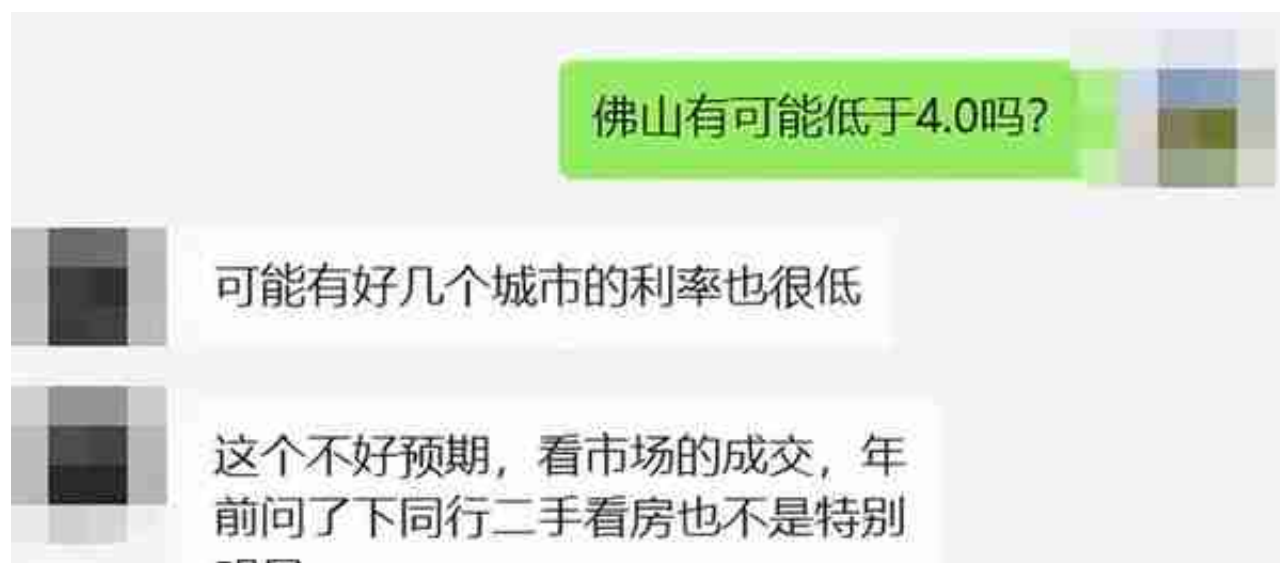 佛山有可能低于4.0吗?
可能有好几个城市的利率也很低
这个不好预期，看市场的成交，年
前问了下同行二手看房也不是特别